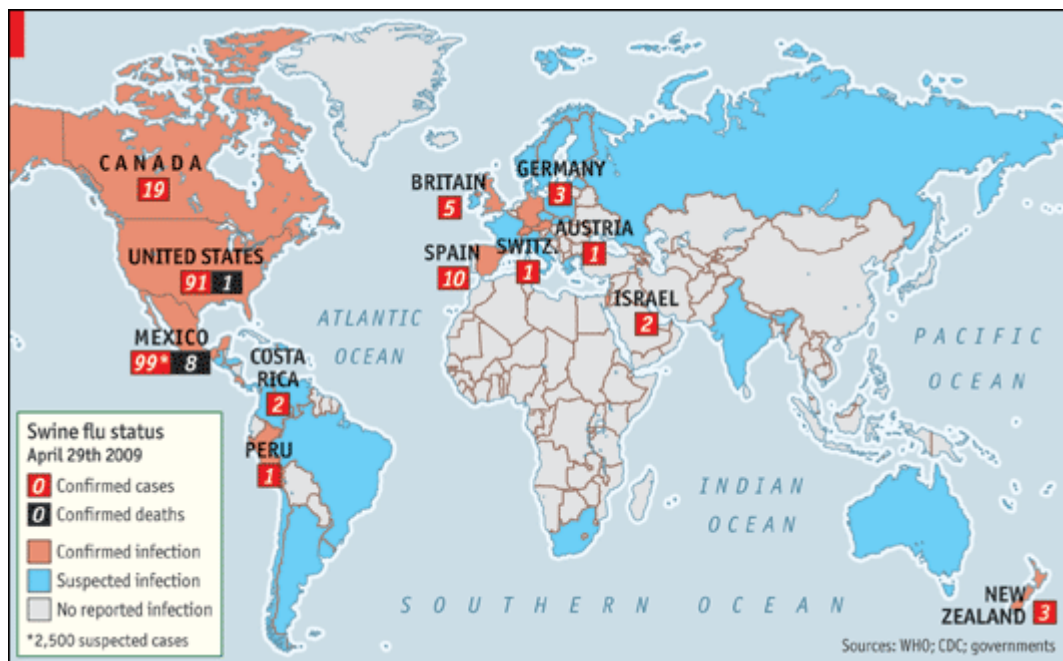 CANADA
19
UNITED STATES
91 1
MEXICO
99* 8
COSTA
RICA
2
PERU
1
BRITAIN
5
GERMANY
3
SPAIN
10
SWITZ.
1
AUSTRIA
1
ISRAEL
2
NEW
ZEALAND
3
ATLANTIC
OCEAN
PACIFIC
OCEAN
INDIAN
OCEAN
SOUTHERN OCEAN
Swine flu status
April 29th 2009
0 Confirmed cases
0 Confirmed deaths
Confirmed infection
Suspected infection
No reported infection
*2,500 suspected cases
Sources: WHO; CDC; governments